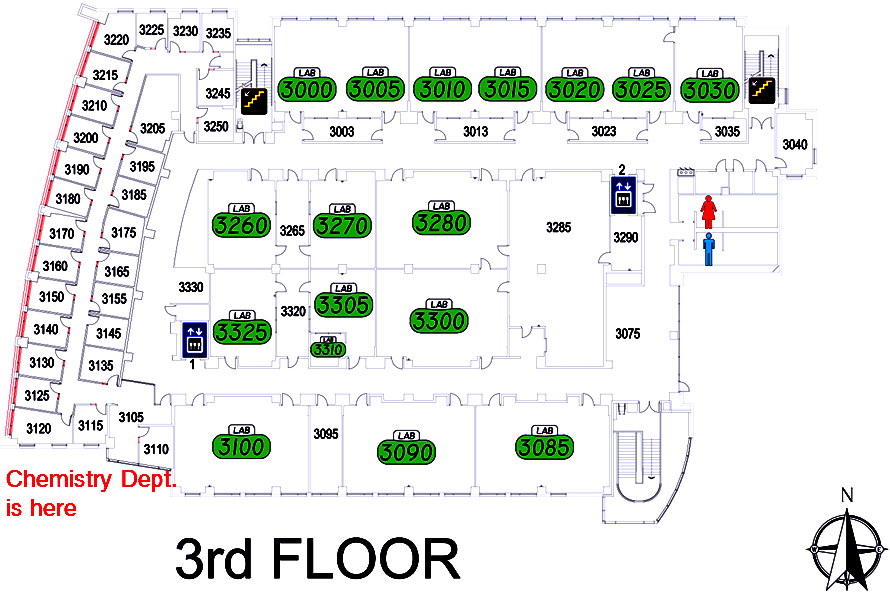 3220
3225
3230
3235
3215
3245
3210
3250
3205
3200
3195
3190
3185
3180
3175
3170
3165
3160
3155
3150
3145
3140
3135
3130
3125
3120
3115
3105
3110
LAB
3000
LAB
3005
LAB
3010
LAB
3015
LAB
3020
LAB
3025
LAB
3030
3003
3013
3023
3035
3040
LAB
3260
3265
LAB
3270
LAB
3280
3285
2
3290
3330
1
LAB
3325
3320
LAB
3305
LAB
3310
LAB
3300
3075
LAB
3100
3095
LAB
3090
LAB
3085
Chemistry Dept.
is here
3rd FLOOR
N
W
E
S